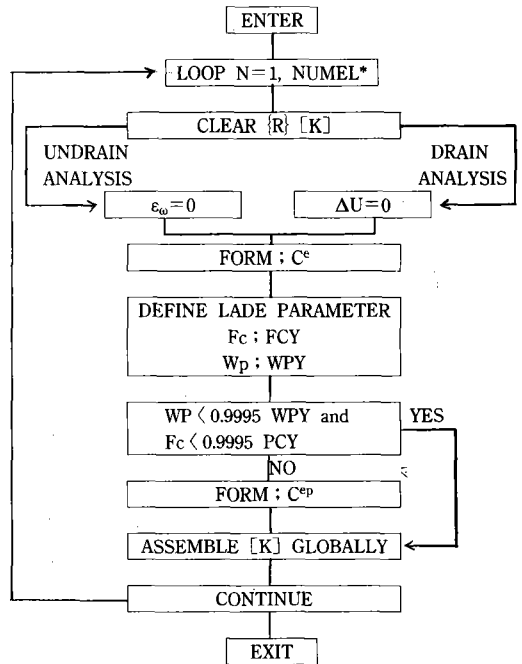 ENTER
LOOP N=1, NUMEL*
CLEAR {R} [K]
UNDRAIN
ANALYSIS
DRAIN
ANALYSIS
εω=0
ΔU=0
FORM ; Cᵉ
DEFINE LADE PARAMETER
Fc ; FCY
Wp ; WPY
WP < 0.9995 WPY and
Fc < 0.9995 PCY
YES
NO
FORM ; Cᵉᵖ
ASSEMBLE [K] GLOBALLY
CONTINUE
EXIT